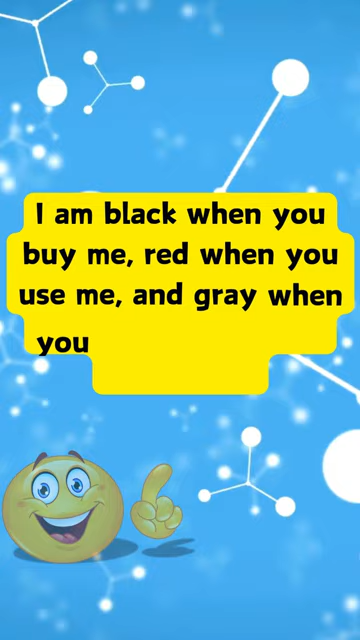 I am black when you
buy me, red when you
use me, and gray when
you